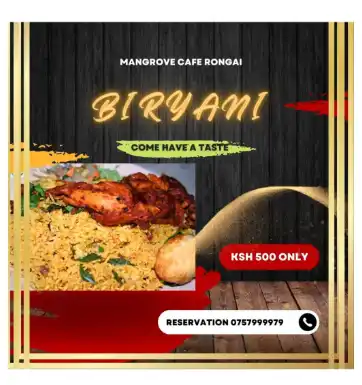 MANGROVE CAFE RONGAI
BIRYANI
COME HAVE A TASTE
KSH 500 ONLY
RESERVATION 0757999979